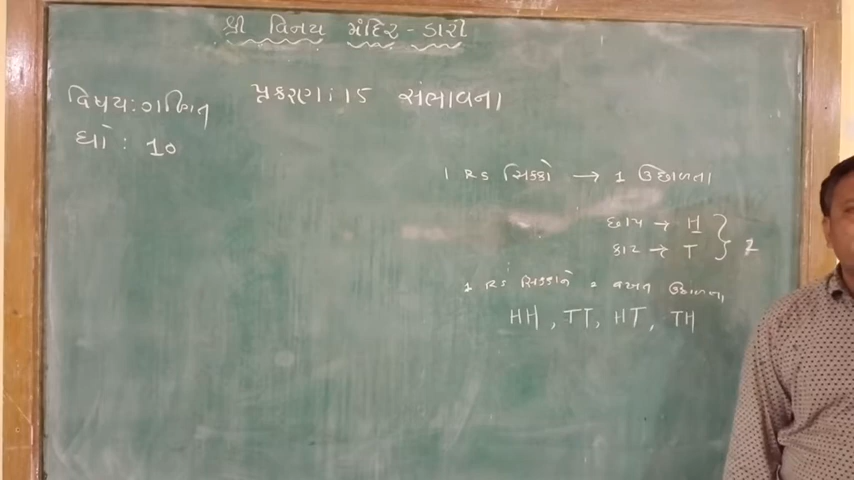 શ્રી વિનય મંદિર - ડારી
વિષય: ગણિત
પ્રકરણ: 15 સંભાવના
ધો: 10
1 Rs સિક્કો → 1 ઉછાળતા
છાપ → H
કાટ → T } 2
1 Rs સિક્કાને 2 વખત ઉછાળતા
HH, TT, HT, TH